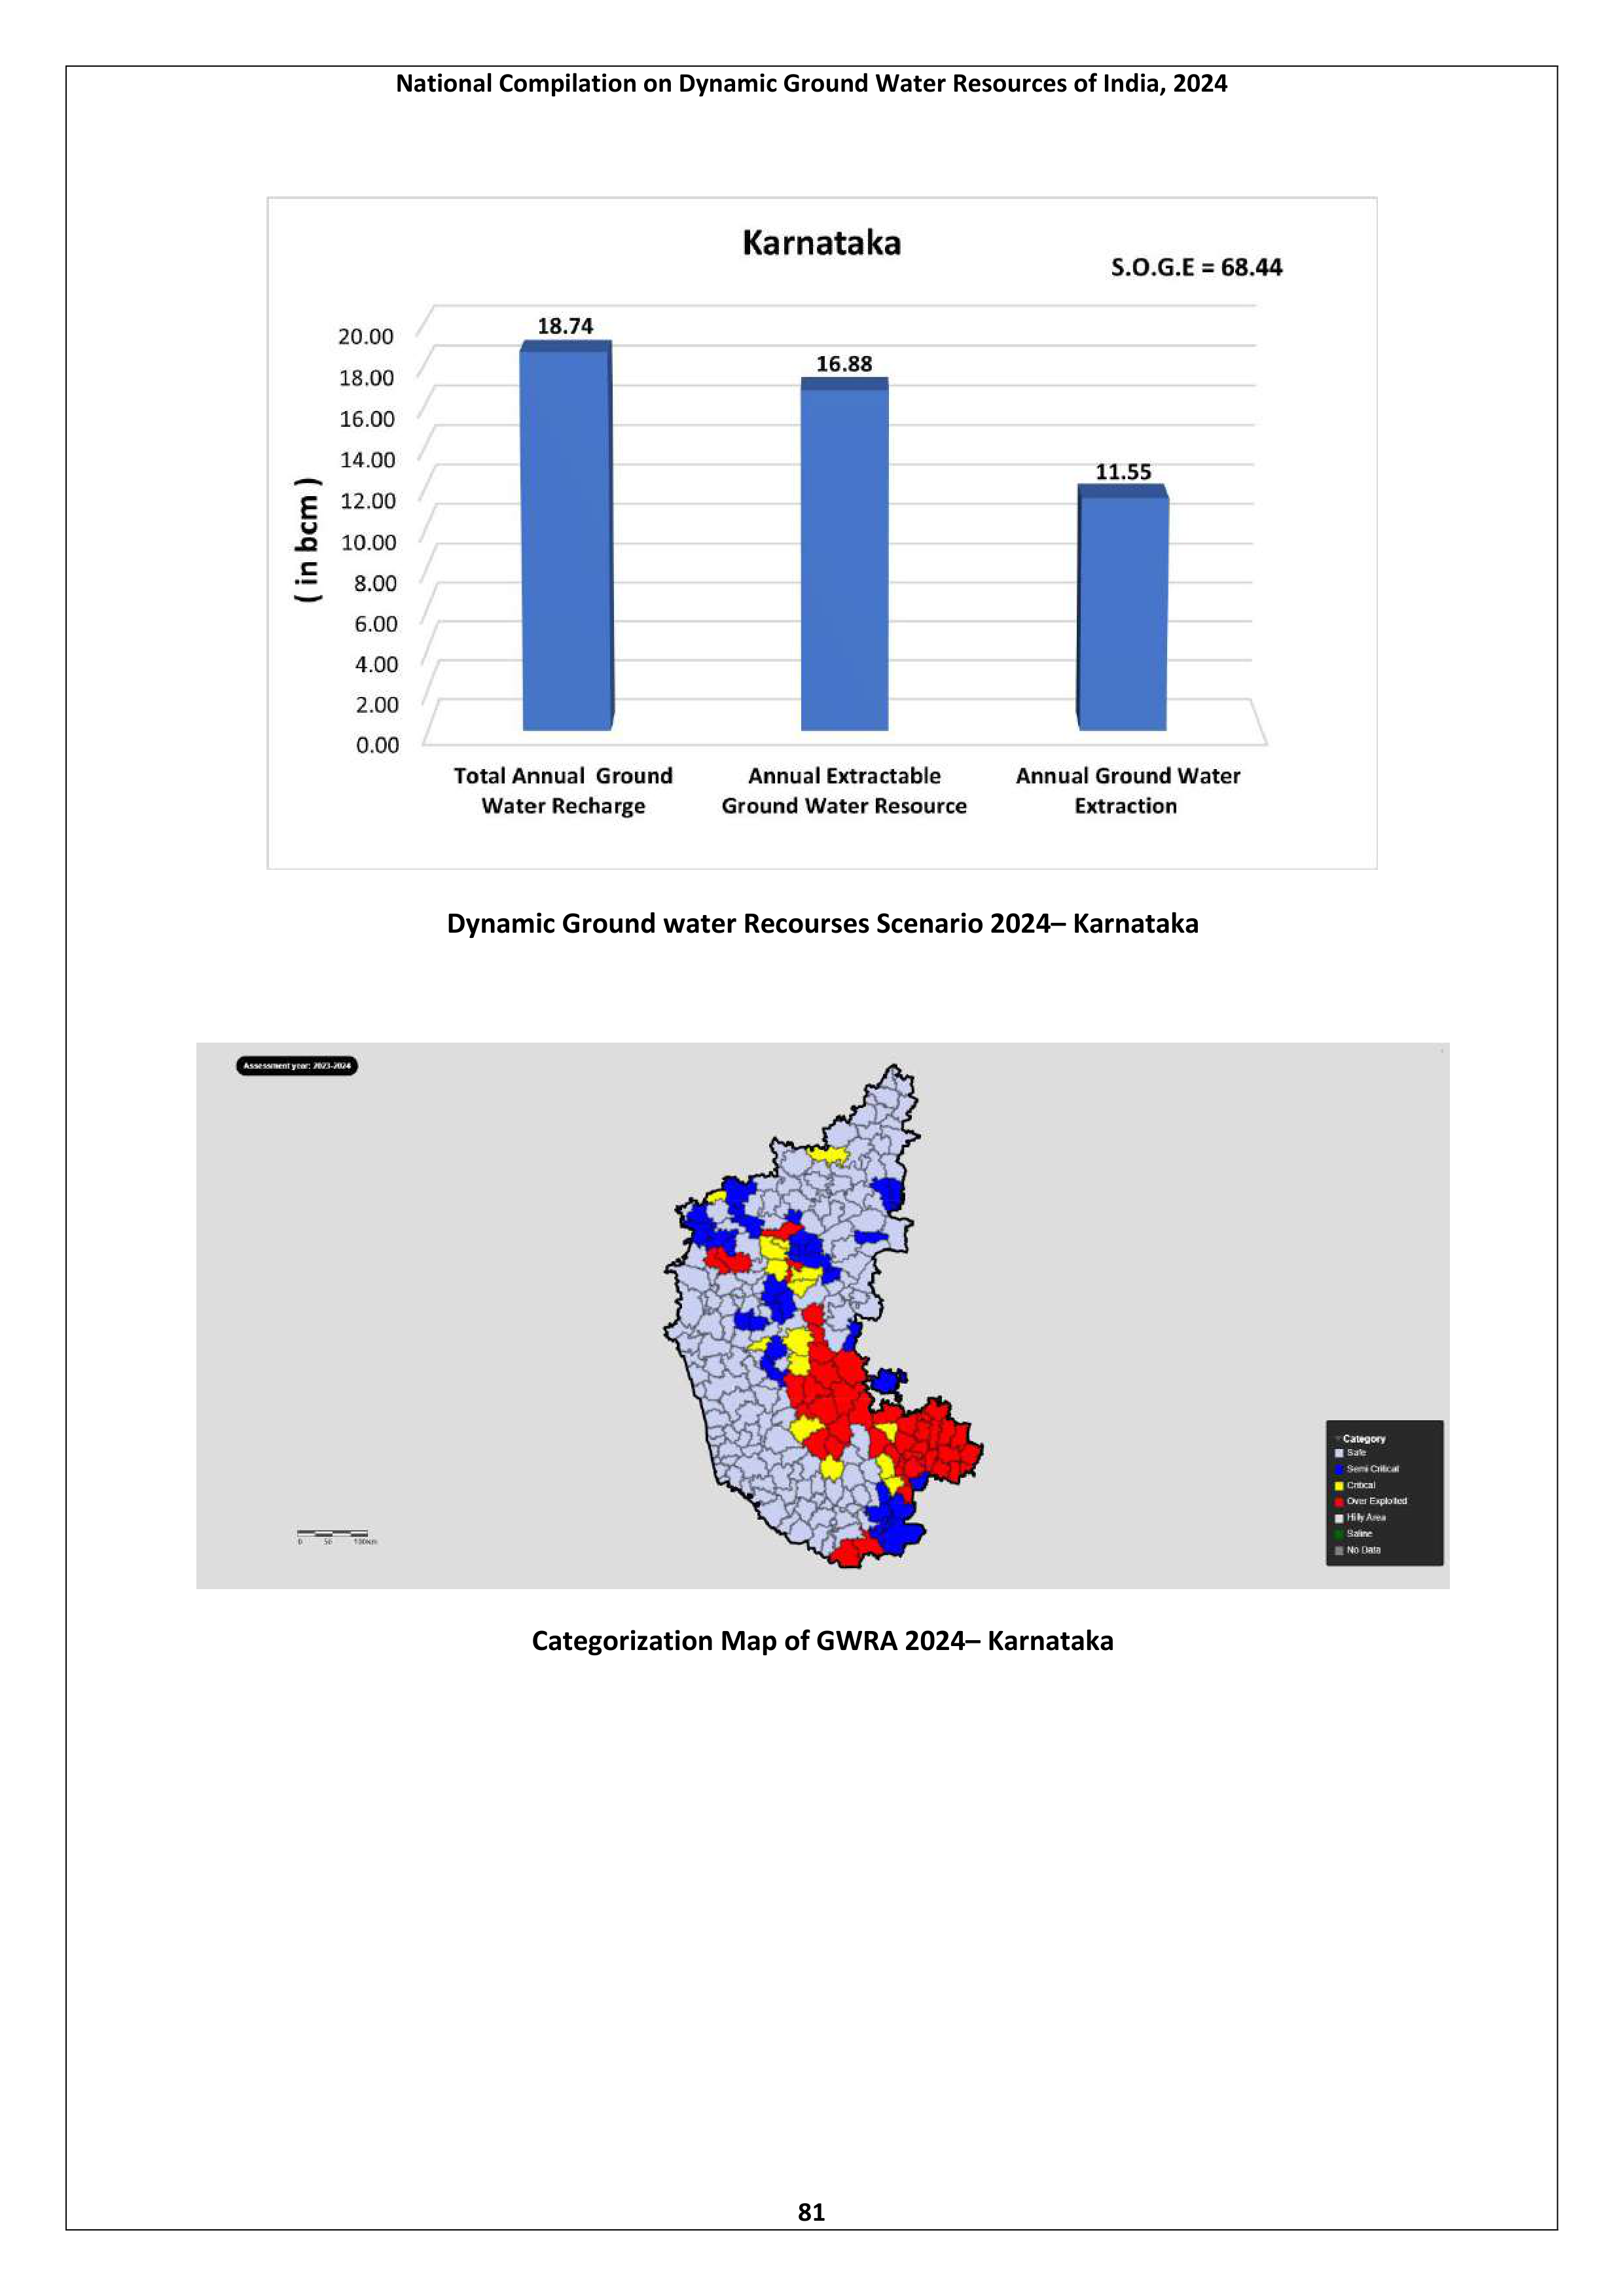 National Compilation on Dynamic Ground Water Resources of India, 2024
Karnataka
S.O.G.E = 68.44
18.74
16.88
11.55
20.00
18.00
16.00
14.00
12.00
10.00
8.00
6.00
4.00
2.00
0.00
( in bcm )
Total Annual Ground
Water Recharge
Annual Extractable
Ground Water Resource
Annual Ground Water
Extraction
Dynamic Ground water Recourses Scenario 2024– Karnataka
Assessment year: 2023-2024
Category
Safe
Semi Critical
Critical
Over Exploited
Hilly Area
Saline
No Data
0 50 100km
Categorization Map of GWRA 2024– Karnataka
81